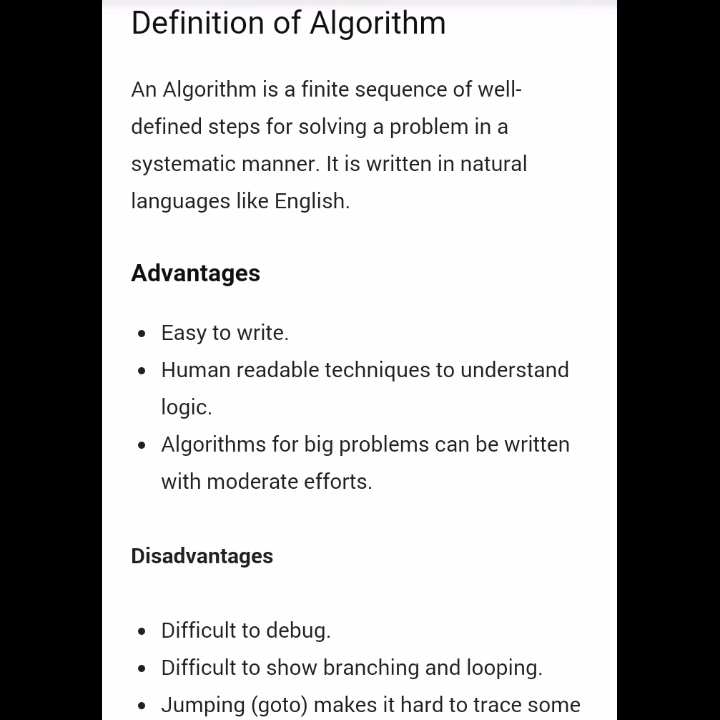 Definition of Algorithm
An Algorithm is a finite sequence of well-
defined steps for solving a problem in a
systematic manner. It is written in natural
languages like English.
Advantages
• Easy to write.
• Human readable techniques to understand
logic.
• Algorithms for big problems can be written
with moderate efforts.
Disadvantages
• Difficult to debug.
• Difficult to show branching and looping.
• Jumping (goto) makes it hard to trace some